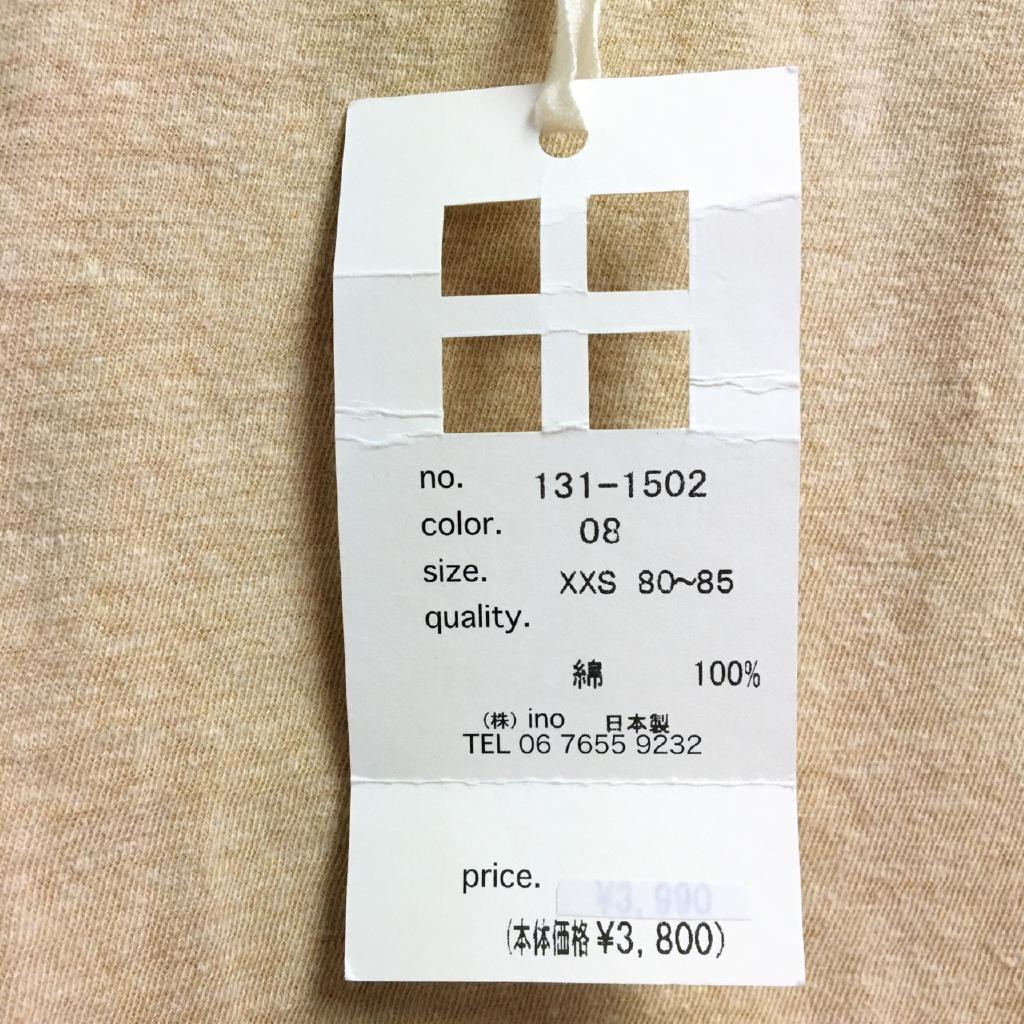 no. 131-1502
color. 08
size. XXS 80~85
quality.
綿 100%
(株) ino 日本製
TEL 06 7655 9232
price. ¥3,990
(本体価格 ¥3,800)